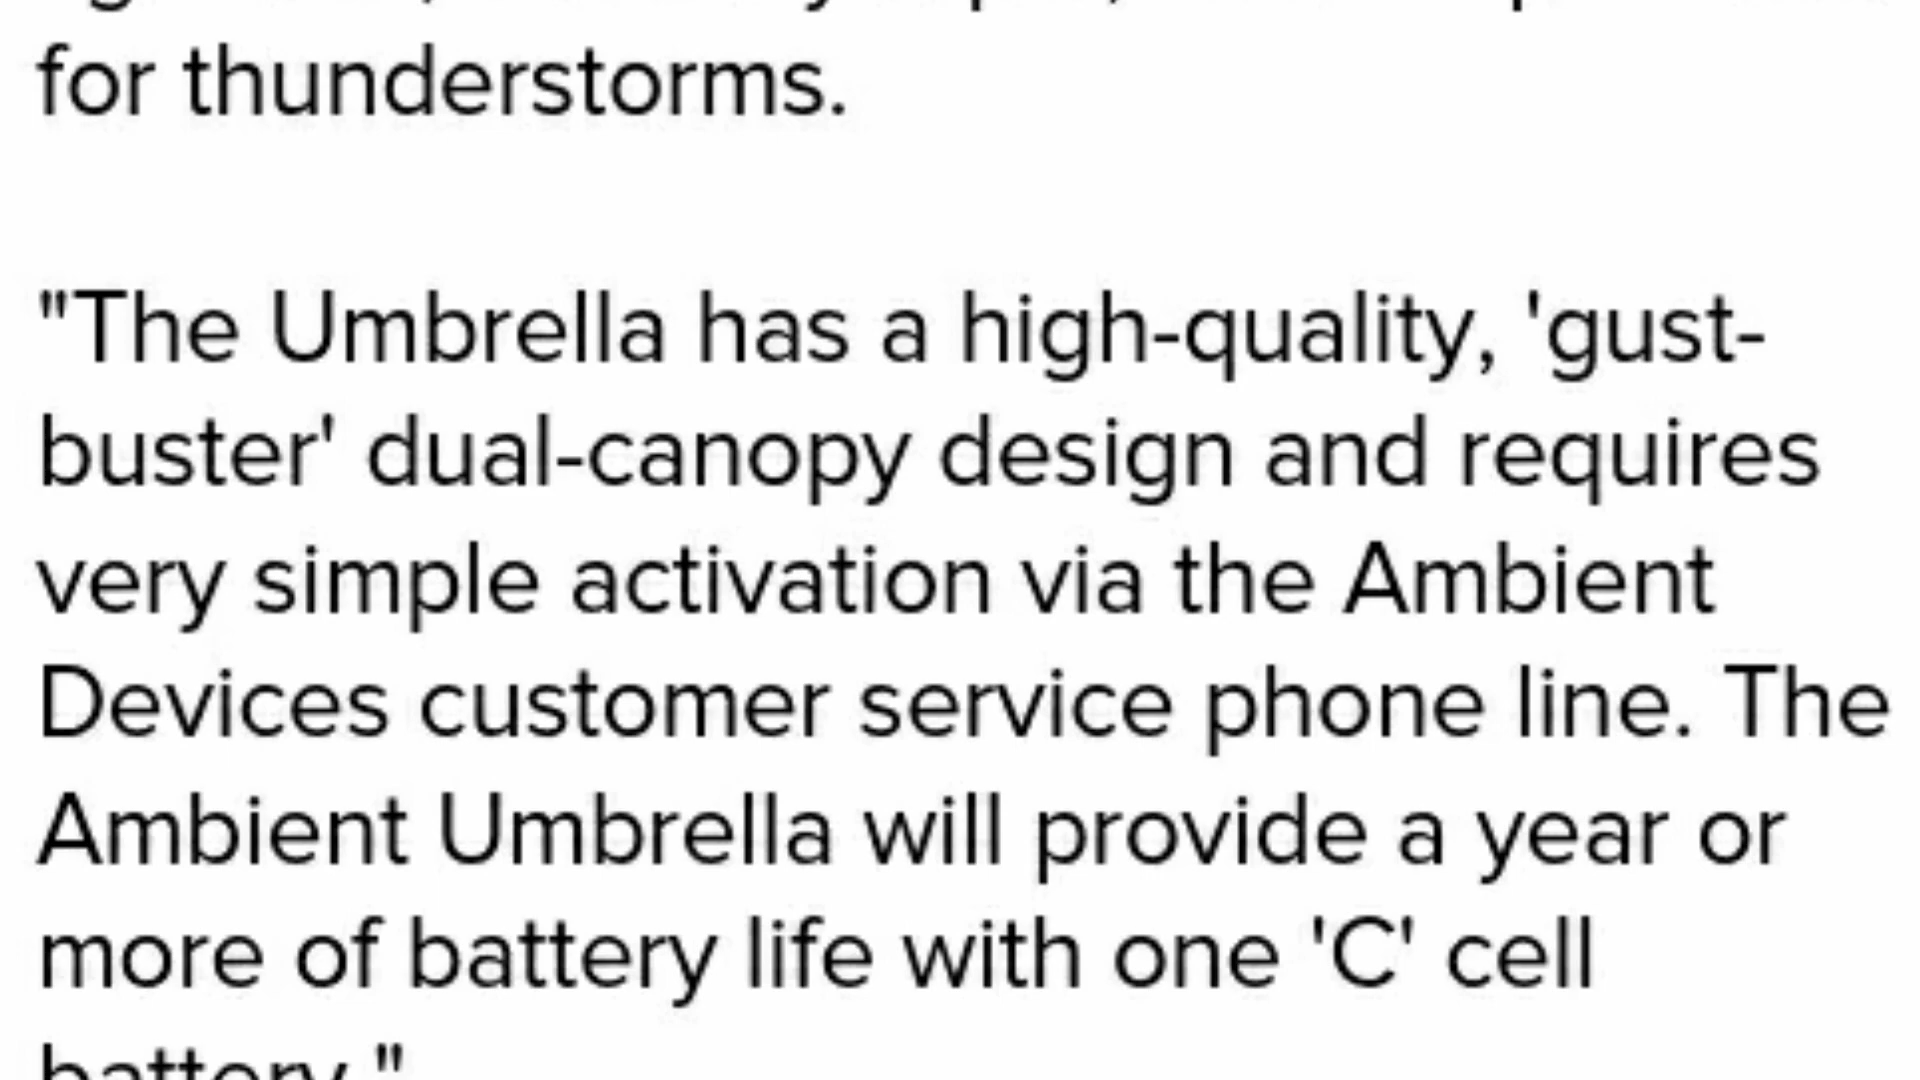 for thunderstorms.
"The Umbrella has a high-quality, 'gust-
buster' dual-canopy design and requires
very simple activation via the Ambient
Devices customer service phone line. The
Ambient Umbrella will provide a year or
more of battery life with one 'C' cell
battery."